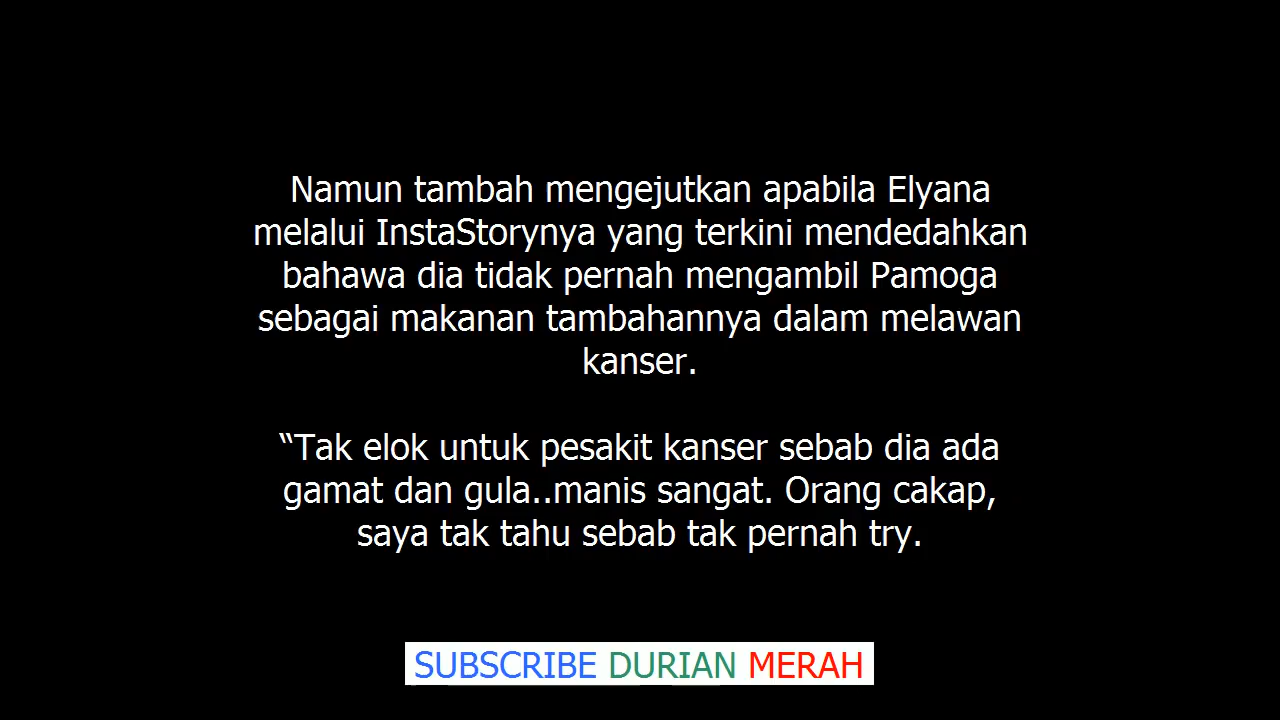 Namun tambah mengejutkan apabila Elyana
melalui InstaStorynya yang terkini mendedahkan
bahawa dia tidak pernah mengambil Pamoga
sebagai makanan tambahannya dalam melawan
kanser.
“Tak elok untuk pesakit kanser sebab dia ada
gamat dan gula..manis sangat. Orang cakap,
saya tak tahu sebab tak pernah try.
SUBSCRIBE DURIAN MERAH